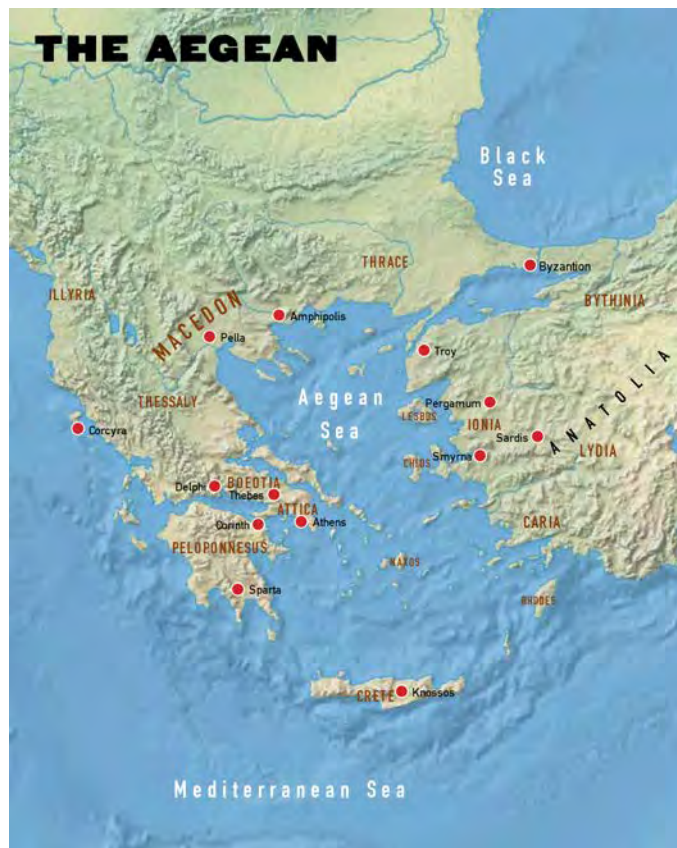 THE AEGEAN
Black
Sea
THRACE
Byzantion
ILLYRIA
BYTHINIA
MACEDON
Amphipolis
Pella
Troy
ANATOLIA
THESSALY
Aegean
Sea
Pergamum
LESBOS
IONIA
Corcyra
Sardis
LYDIA
Smyrna
CHIOS
Delphi
BOEOTIA
Thebes
ATTICA
Corinth
Athens
CARIA
PELOPONNESUS
NAXOS
Sparta
RHODES
CRETE
Knossos
Mediterranean Sea